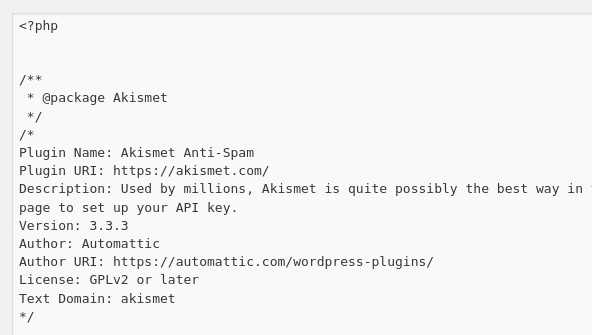 <?php
/**
 * @package Akismet
 */
/*
Plugin Name: Akismet Anti-Spam
Plugin URI: https://akismet.com/
Description: Used by millions, Akismet is quite possibly the best way in
page to set up your API key.
Version: 3.3.3
Author: Automattic
Author URI: https://automattic.com/wordpress-plugins/
License: GPLv2 or later
Text Domain: akismet
*/